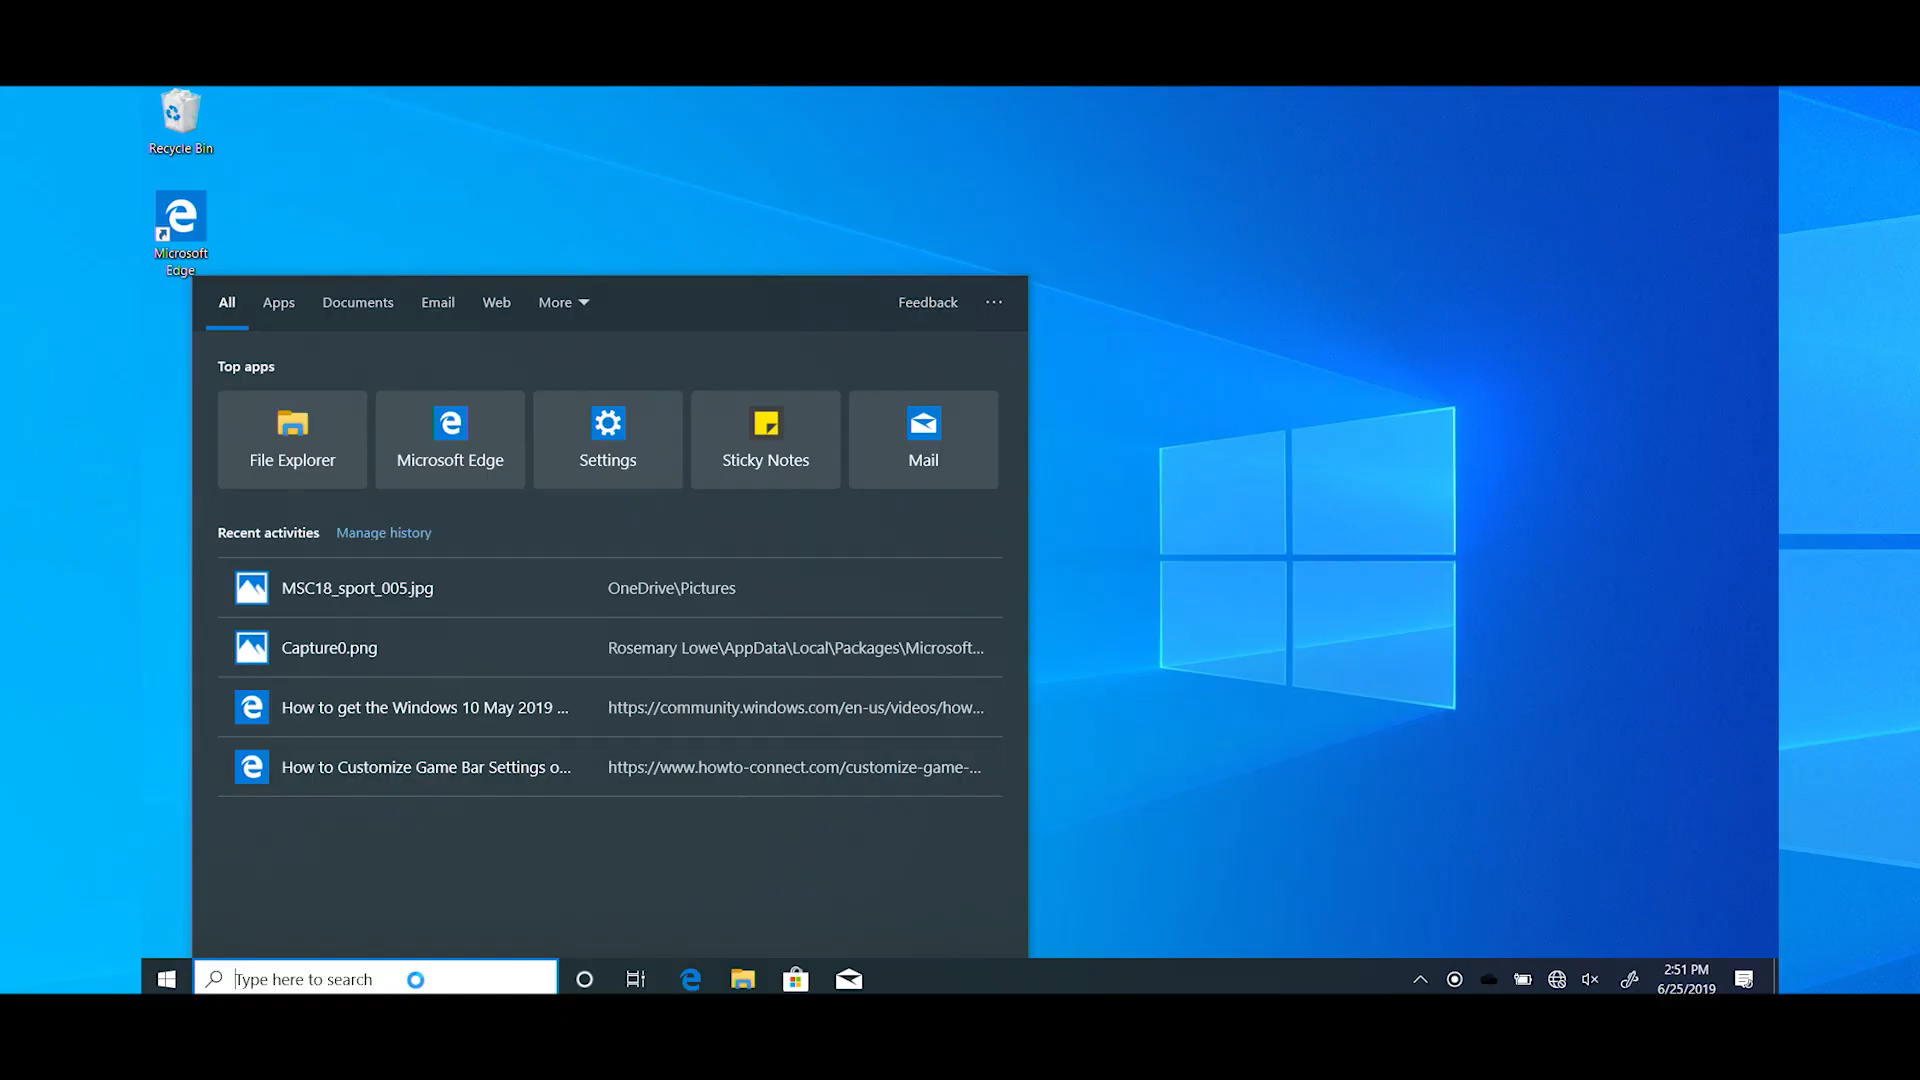 Recycle Bin
Microsoft
Edge
All Apps Documents Email Web More Feedback ...
Top apps
File Explorer Microsoft Edge Settings Sticky Notes Mail
Recent activities Manage history
MSC18_sport_005.jpg OneDrive\Pictures
Capture0.png Rosemary Lowe\AppData\Local\Packages\Microsoft...
How to get the Windows 10 May 2019 ... https://community.windows.com/en-us/videos/how...
How to Customize Game Bar Settings o... https://www.howto-connect.com/customize-game-...
Type here to search
2:51 PM
6/25/2019